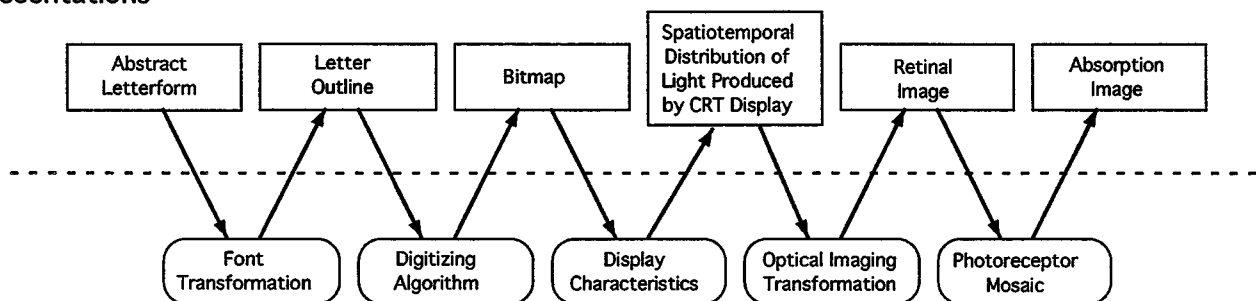 Abstract
Letterform
Letter
Outline
Bitmap
Spatiotemporal
Distribution of
Light Produced
by CRT Display
Retinal
Image
Absorption
Image
Font
Transformation
Digitizing
Algorithm
Display
Characteristics
Optical Imaging
Transformation
Photoreceptor
Mosaic